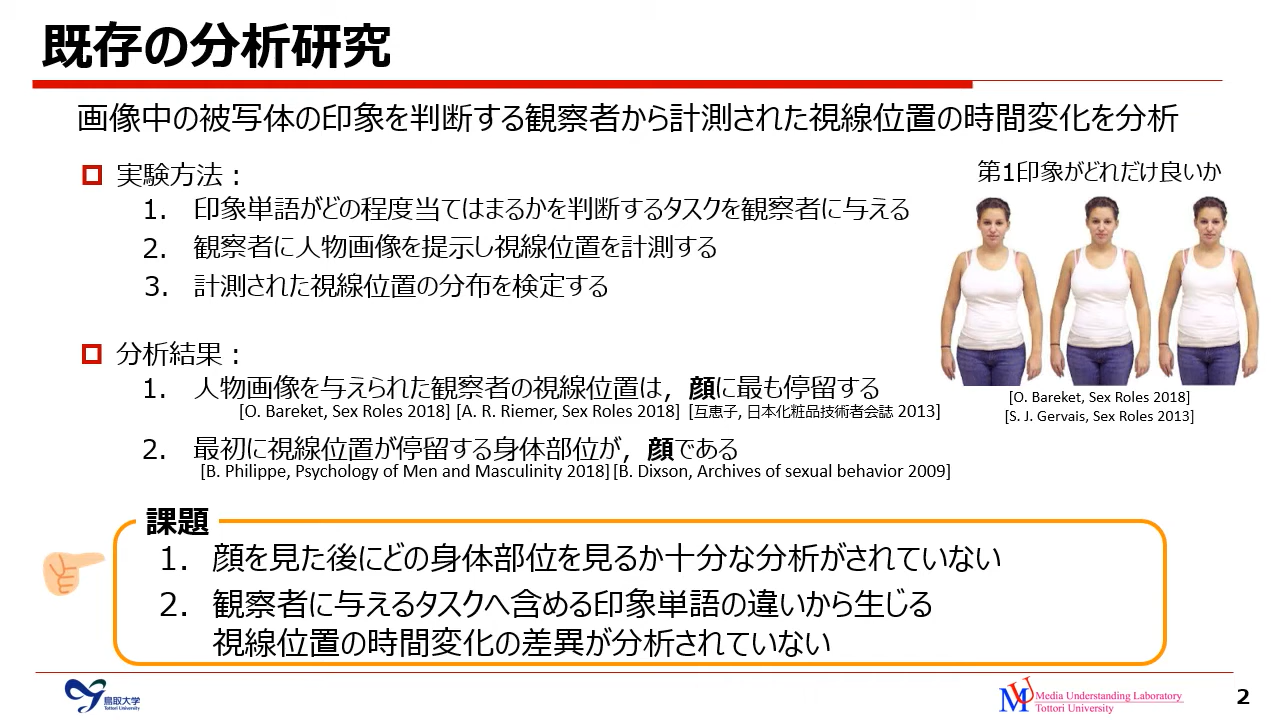 既存の分析研究
画像中の被写体の印象を判断する観察者から計測された視線位置の時間変化を分析
実験方法：
1. 印象単語がどの程度当てはまるかを判断するタスクを観察者に与える
2. 観察者に人物画像を提示し視線位置を計測する
3. 計測された視線位置の分布を検定する
第1印象がどれだけ良いか
[O. Bareket, Sex Roles 2018]
[S. J. Gervais, Sex Roles 2013]
分析結果：
1. 人物画像を与えられた観察者の視線位置は，顔に最も停留する
[O. Bareket, Sex Roles 2018] [A. R. Riemer, Sex Roles 2018] [互恵子, 日本化粧品技術者会誌 2013]
2. 最初に視線位置が停留する身体部位が，顔である
[B. Philippe, Psychology of Men and Masculinity 2018] [B. Dixson, Archives of sexual behavior 2009]
課題
1. 顔を見た後にどの身体部位を見るか十分な分析がされていない
2. 観察者に与えるタスクへ含める印象単語の違いから生じる
視線位置の時間変化の差異が分析されていない
鳥取大学
Tottori University
MU Media Understanding Laboratory
Tottori University
2